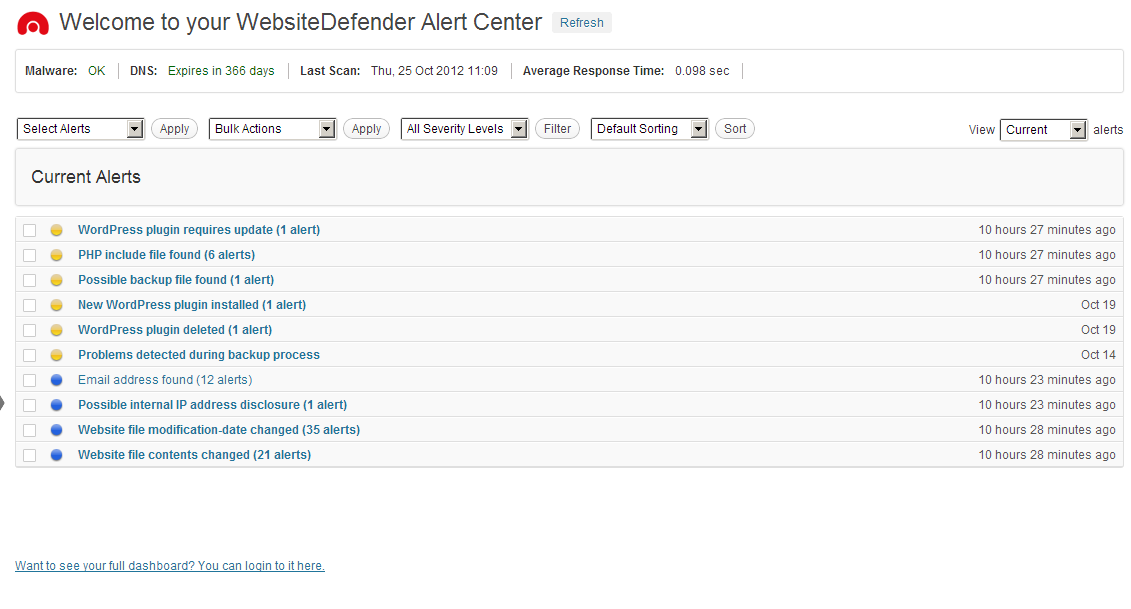 Welcome to your WebsiteDefender Alert Center Refresh
Malware: OK DNS: Expires in 366 days Last Scan: Thu, 25 Oct 2012 11:09 Average Response Time: 0.098 sec
Select Alerts Apply Bulk Actions Apply All Severity Levels Filter Default Sorting Sort View Current alerts
Current Alerts
WordPress plugin requires update (1 alert) 10 hours 27 minutes ago
PHP include file found (6 alerts) 10 hours 27 minutes ago
Possible backup file found (1 alert) 10 hours 27 minutes ago
New WordPress plugin installed (1 alert) Oct 19
WordPress plugin deleted (1 alert) Oct 19
Problems detected during backup process Oct 14
Email address found (12 alerts) 10 hours 23 minutes ago
Possible internal IP address disclosure (1 alert) 10 hours 23 minutes ago
Website file modification-date changed (35 alerts) 10 hours 28 minutes ago
Website file contents changed (21 alerts) 10 hours 28 minutes ago
Want to see your full dashboard? You can login to it here.